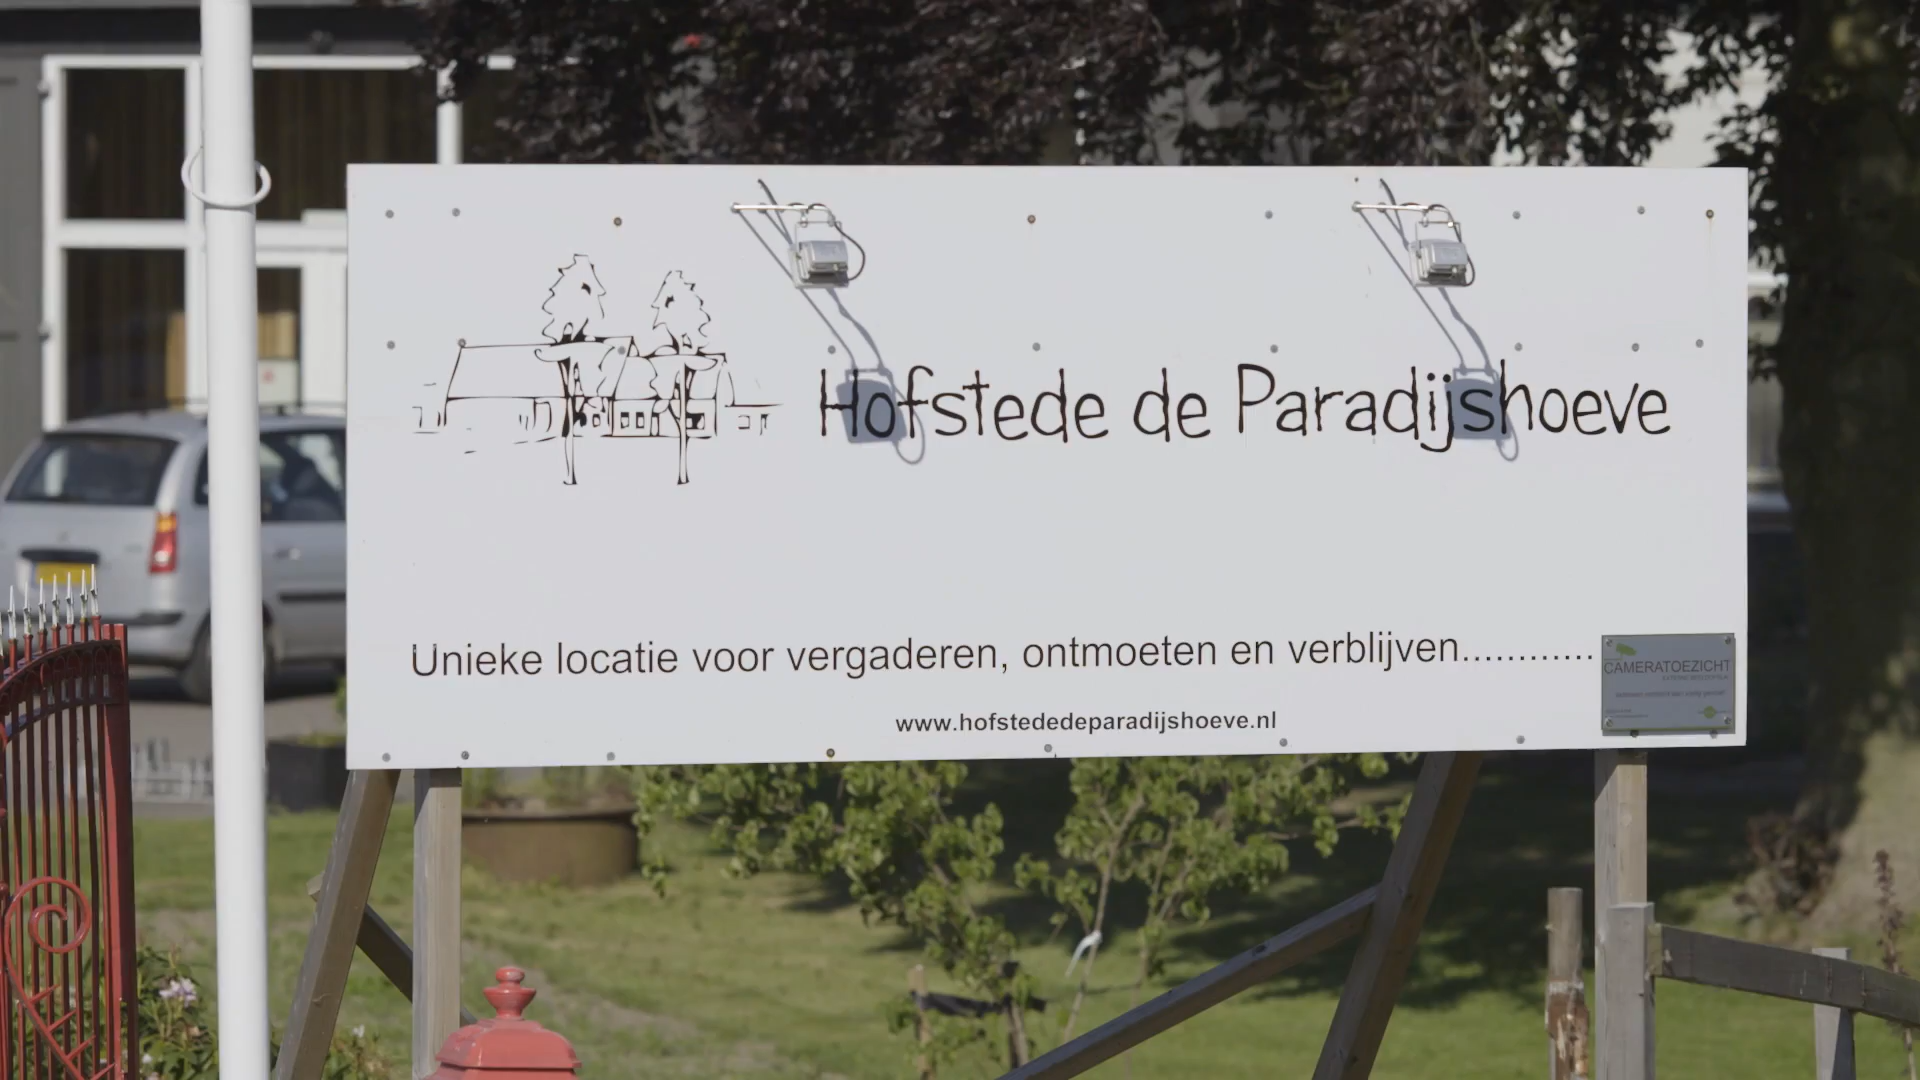 Hofstede de Paradijshoeve
Unieke locatie voor vergaderen, ontmoeten en verblijven............
www.hofstededeparadijshoeve.nl
CAMERATOEZICHT